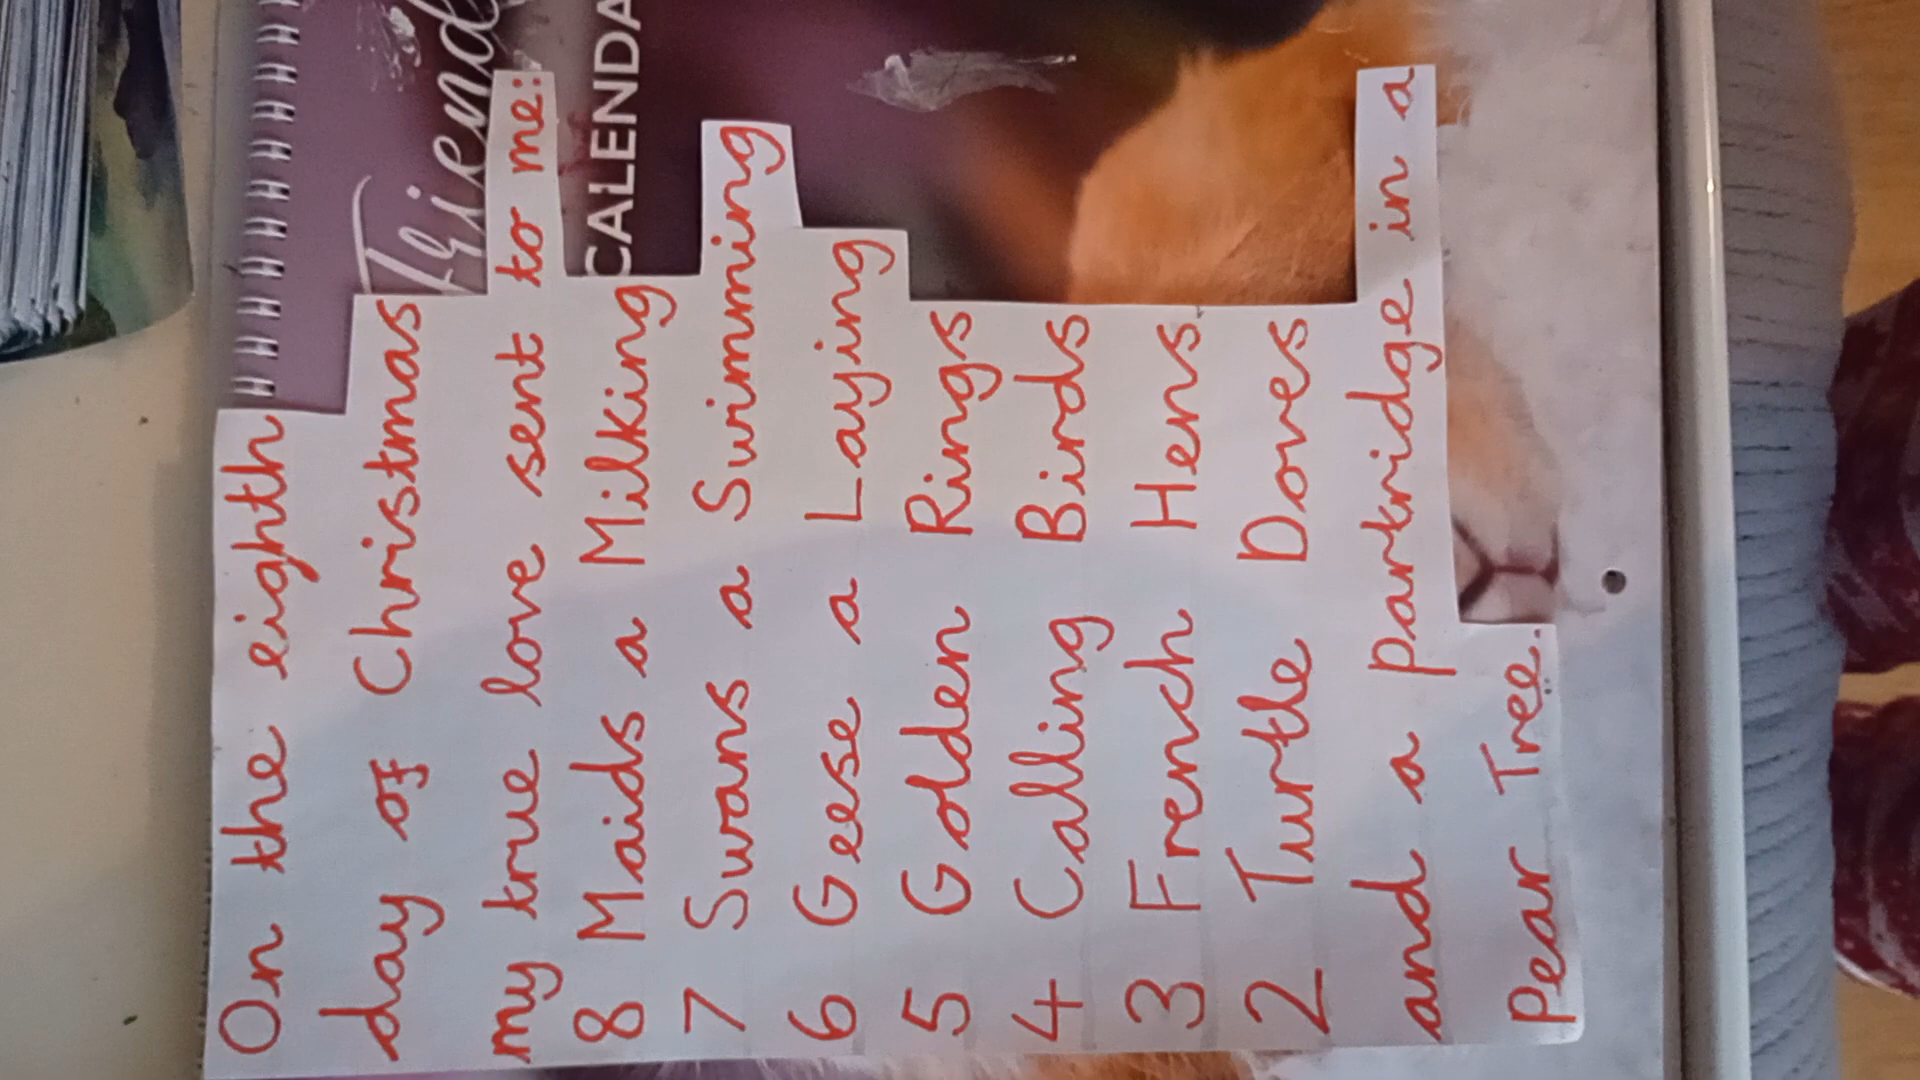 Friend
CALENDA
On the eighth
day of Christmas
my true love sent to me:
8 Maids a Milking
7 Swans a Swimming
6 Geese a Laying
5 Golden Rings
4 Calling Birds
3 French Hens
2 Turtle Doves
and a partridge in a
Pear Tree.